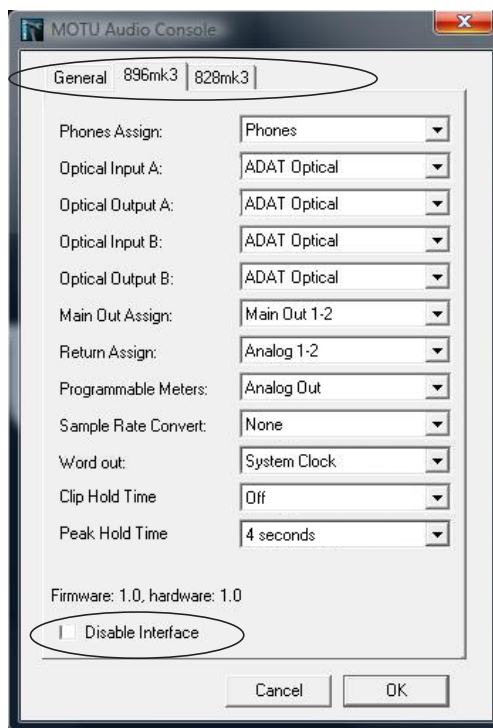 MOTU Audio Console
General 896mk3 828mk3
Phones Assign: Phones
Optical Input A: ADAT Optical
Optical Output A: ADAT Optical
Optical Input B: ADAT Optical
Optical Output B: ADAT Optical
Main Out Assign: Main Out 1-2
Return Assign: Analog 1-2
Programmable Meters: Analog Out
Sample Rate Convert: None
Word out: System Clock
Clip Hold Time Off
Peak Hold Time 4 seconds
Firmware: 1.0, hardware: 1.0
Disable Interface
Cancel OK